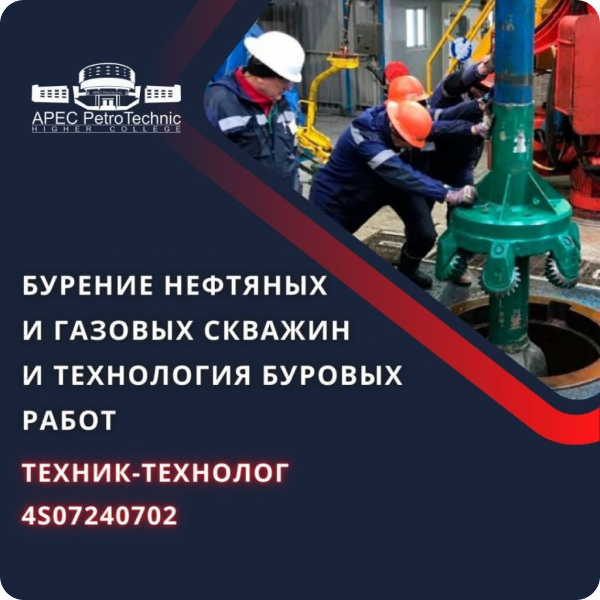 APEC PetroTechnic
HIGHER COLLEGE
БУРЕНИЕ НЕФТЯНЫХ
И ГАЗОВЫХ СКВАЖИН
И ТЕХНОЛОГИЯ БУРОВЫХ
РАБОТ
ТЕХНИК-ТЕХНОЛОГ
4S07240702